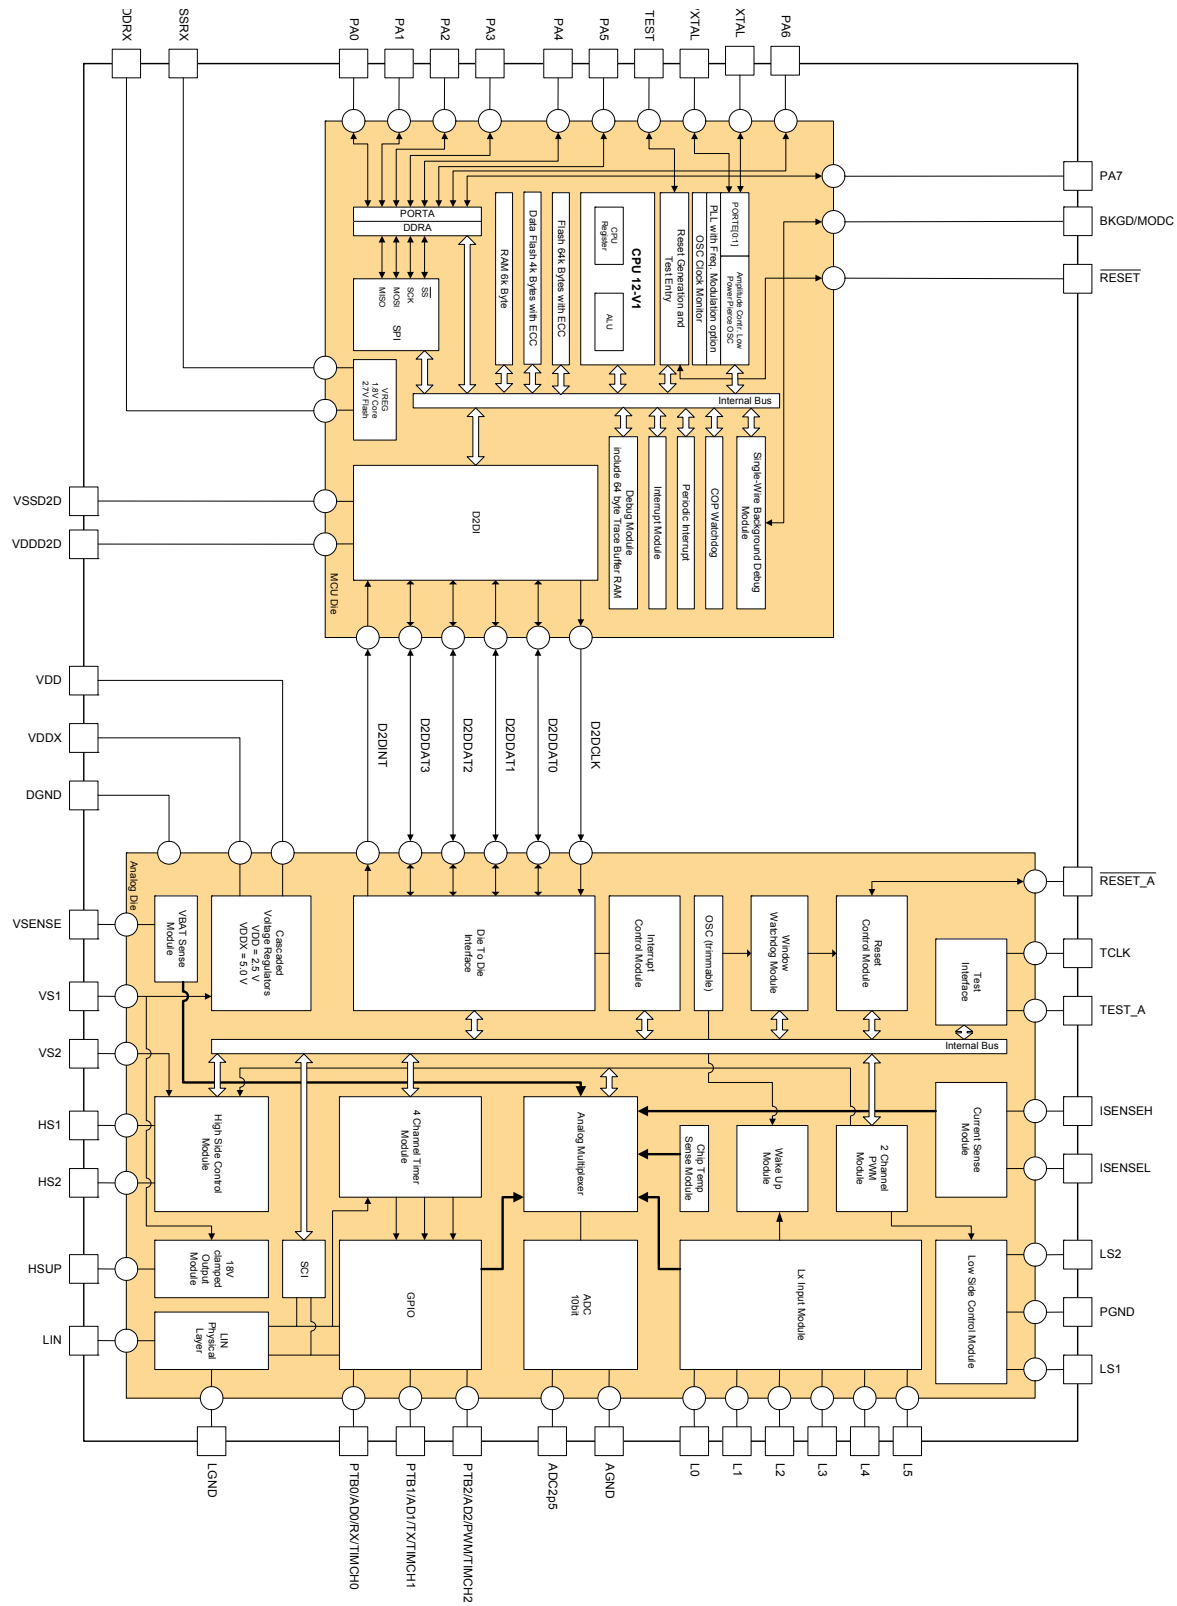 DDRX
SSRX
PA0
PA1
PA2
PA3
PA4
PA5
TEST
XTAL
XTAL
PA6
PA7
BKGD/MODC
RESET
PORTA
DDRA
SS
SCK
MOSI
MISO
SPI
VREG
1.8V Core
2.7V Flash
RAM 6k Byte
Data Flash 4k Bytes with ECC
Flash 64k Bytes with ECC
CPU 12-V1
CPU
Register
ALU
Reset Generation and
Test Entry
PLL with Freq. Modulation option
OSC Clock Monitor
PORTE[0:1]
Amplitude Contr. Low
Power Pierce OSC
Internal Bus
D2DI
Debug Module
include 64 byte Trace Buffer RAM
Interrupt Module
Periodic Interrupt
COP Watchdog
Single-Wire Background Debug
Module
MCU Die
VSSD2D
VDDD2D
VDD
VDDX
DGND
D2DINT
D2DDAT3
D2DDAT2
D2DDAT1
D2DDAT0
D2DCLK
Analog Die
VSENSE
VS1
VS2
HS1
HS2
HSUP
LIN
VBAT Sense
Module
Cascaded
Voltage Regulators
VDD = 2.5 V
VDDX = 5.0 V
Die To Die
Interface
Interrupt
Control Module
OSC (trimmable)
Window
Watchdog Module
Reset
Control Module
Test
Interface
RESET_A
TCLK
TEST_A
Internal Bus
High Side Control
Module
4 Channel Timer
Module
Analog Multiplexer
Chip Temp
Sense Module
Wake Up
Module
2 Channel
PWM
Module
Current Sense
Module
ISENSEH
ISENSEL
18V
clamped
Output
Module
SCI
GPIO
ADC
10bit
Lx Input Module
Low Side Control Module
LS2
PGND
LS1
LIN
Physical
Layer
LGND
PTB0/AD0/RX/TIMCH0
PTB1/AD1/TX/TIMCH1
PTB2/AD2/PWM/TIMCH2
ADC2p5
AGND
L0
L1
L2
L3
L4
L5